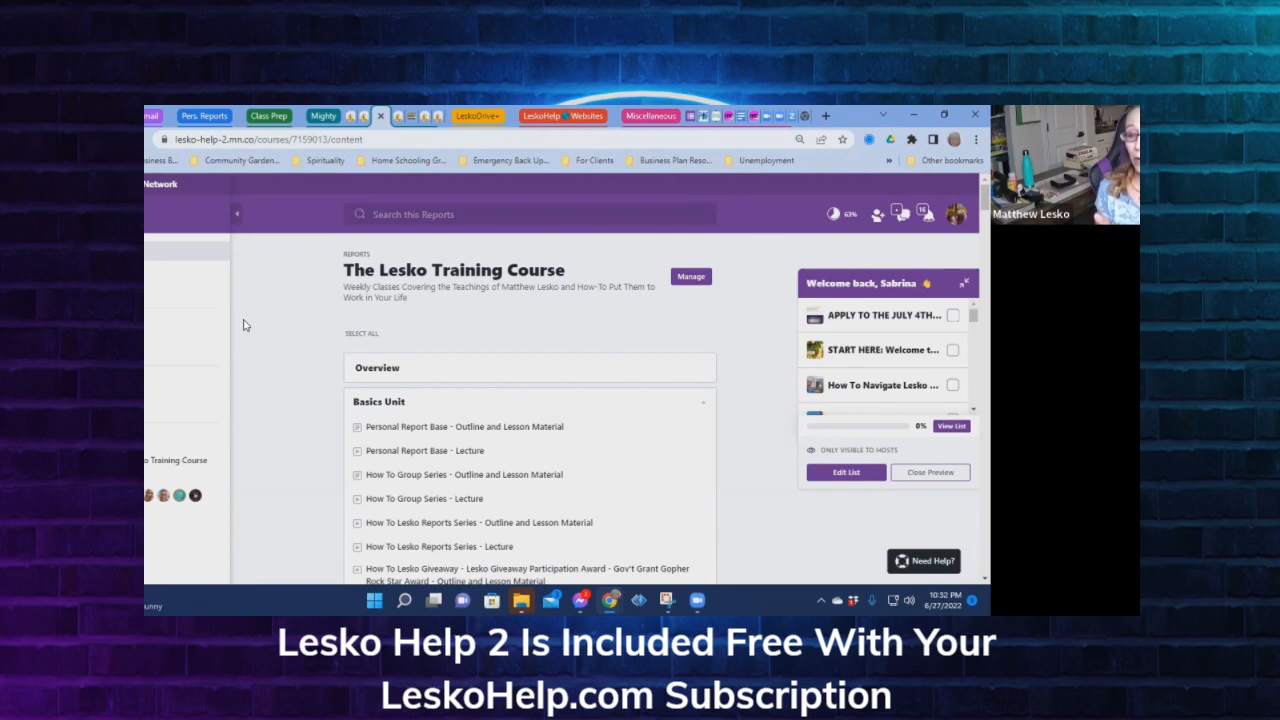 mail
Pers. Reports
Class Prep
Mighty
LeskoDrive
LeskoHelp
Websites
Miscellaneous
lesko-help-2.mn.co/courses/7159013/content
siness B...
Community Garden...
Spirituality
Home Schooling Gr...
Emergency Back Up...
For Clients
Business Plan Reso...
Unemployment
»
Other bookmarks
Network
Search this Reports
63%
16
Matthew Lesko
REPORTS
The Lesko Training Course
Manage
Weekly Classes Covering the Teachings of Matthew Lesko and How-To Put Them to
Work in Your Life
SELECT ALL
Overview
Basics Unit
Personal Report Base - Outline and Lesson Material
Personal Report Base - Lecture
How To Group Series - Outline and Lesson Material
How To Group Series - Lecture
How To Lesko Reports Series - Outline and Lesson Material
How To Lesko Reports Series - Lecture
How To Lesko Giveaway - Lesko Giveaway Participation Award - Gov't Grant Gopher
Rock Star Award - Outline and Lesson Material
Welcome back, Sabrina 👋
APPLY TO THE JULY 4TH...
START HERE: Welcome t...
How To Navigate Lesko ...
0%
View List
ONLY VISIBLE TO HOSTS
Edit List
Close Preview
o Training Course
Need Help?
unny
10:32 PM
6/27/2022
Lesko Help 2 Is Included Free With Your
LeskoHelp.com Subscription